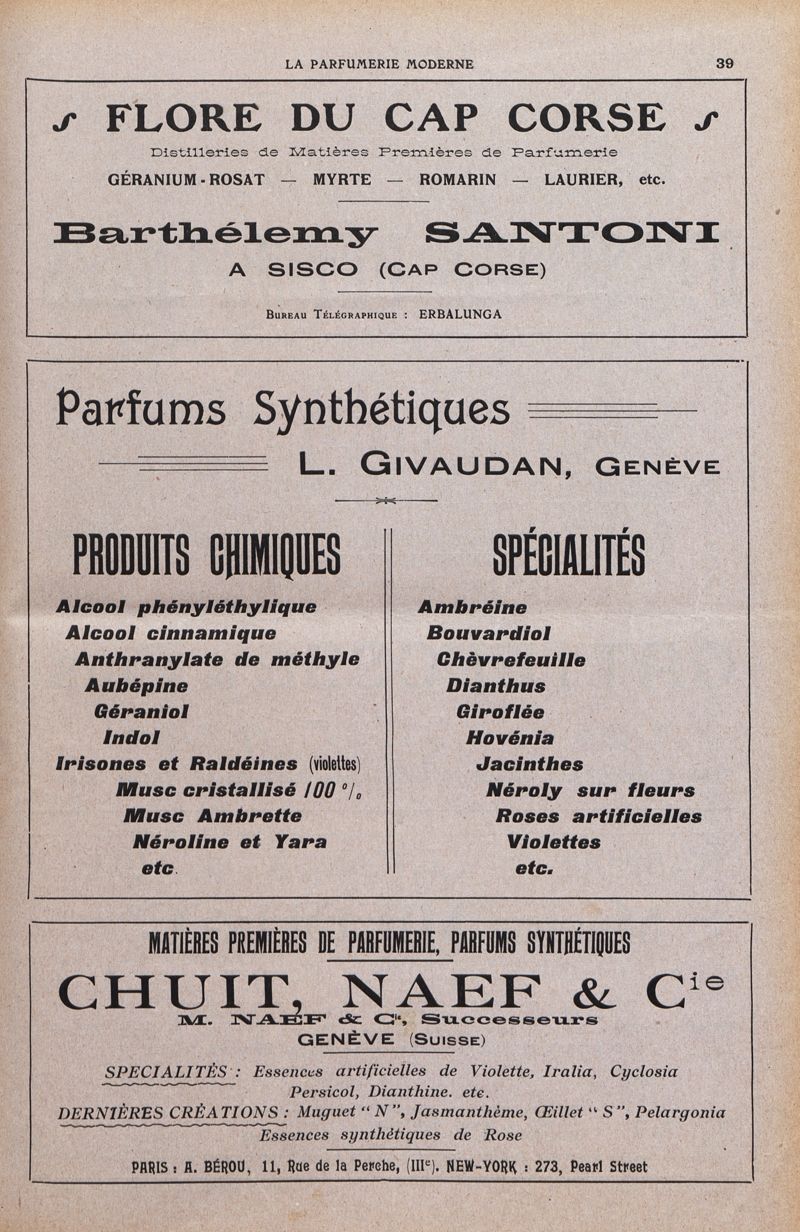 LA PARFUMERIE MODERNE 39
FLORE DU CAP CORSE
Distilleries de Matières Premières de Parfumerie
GÉRANIUM-ROSAT — MYRTE — ROMARIN — LAURIER, etc.
Barthélemy SANTONI
A SISCO (CAP CORSE)
BUREAU TÉLÉGRAPHIQUE : ERBALUNGA
Parfums Synthétiques
L. GIVAUDAN, GENÈVE
PRODUITS CHIMIQUES
Alcool phényléthylique
Alcool cinnamique
Anthranylate de méthyle
Aubépine
Géraniol
Indol
Irisones et Raldéines (violettes)
Musc cristallisé 100 %
Musc Ambrette
Néroline et Yara
etc.
SPÉCIALITÉS
Ambréine
Bouvardiol
Chèvrefeuille
Dianthus
Giroflée
Hovénia
Jacinthes
Néroly sur fleurs
Roses artificielles
Violettes
etc.
MATIÈRES PREMIÈRES DE PARFUMERIE, PARFUMS SYNTHÉTIQUES
CHUIT, NAEF & Cie
M. NAEF & Cie, Successeurs
GENÈVE (SUISSE)
SPECIALITÉS : Essences artificielles de Violette, Iralia, Cyclosia
Persicol, Dianthine. etc.
DERNIÈRES CRÉATIONS : Muguet “ N ”, Jasmanthème, Œillet “ S ”, Pelargonia
Essences synthétiques de Rose
PARIS : A. BÉROU, 11, Rue de la Perche, (IIIe). NEW-YORK : 273, Pearl Street